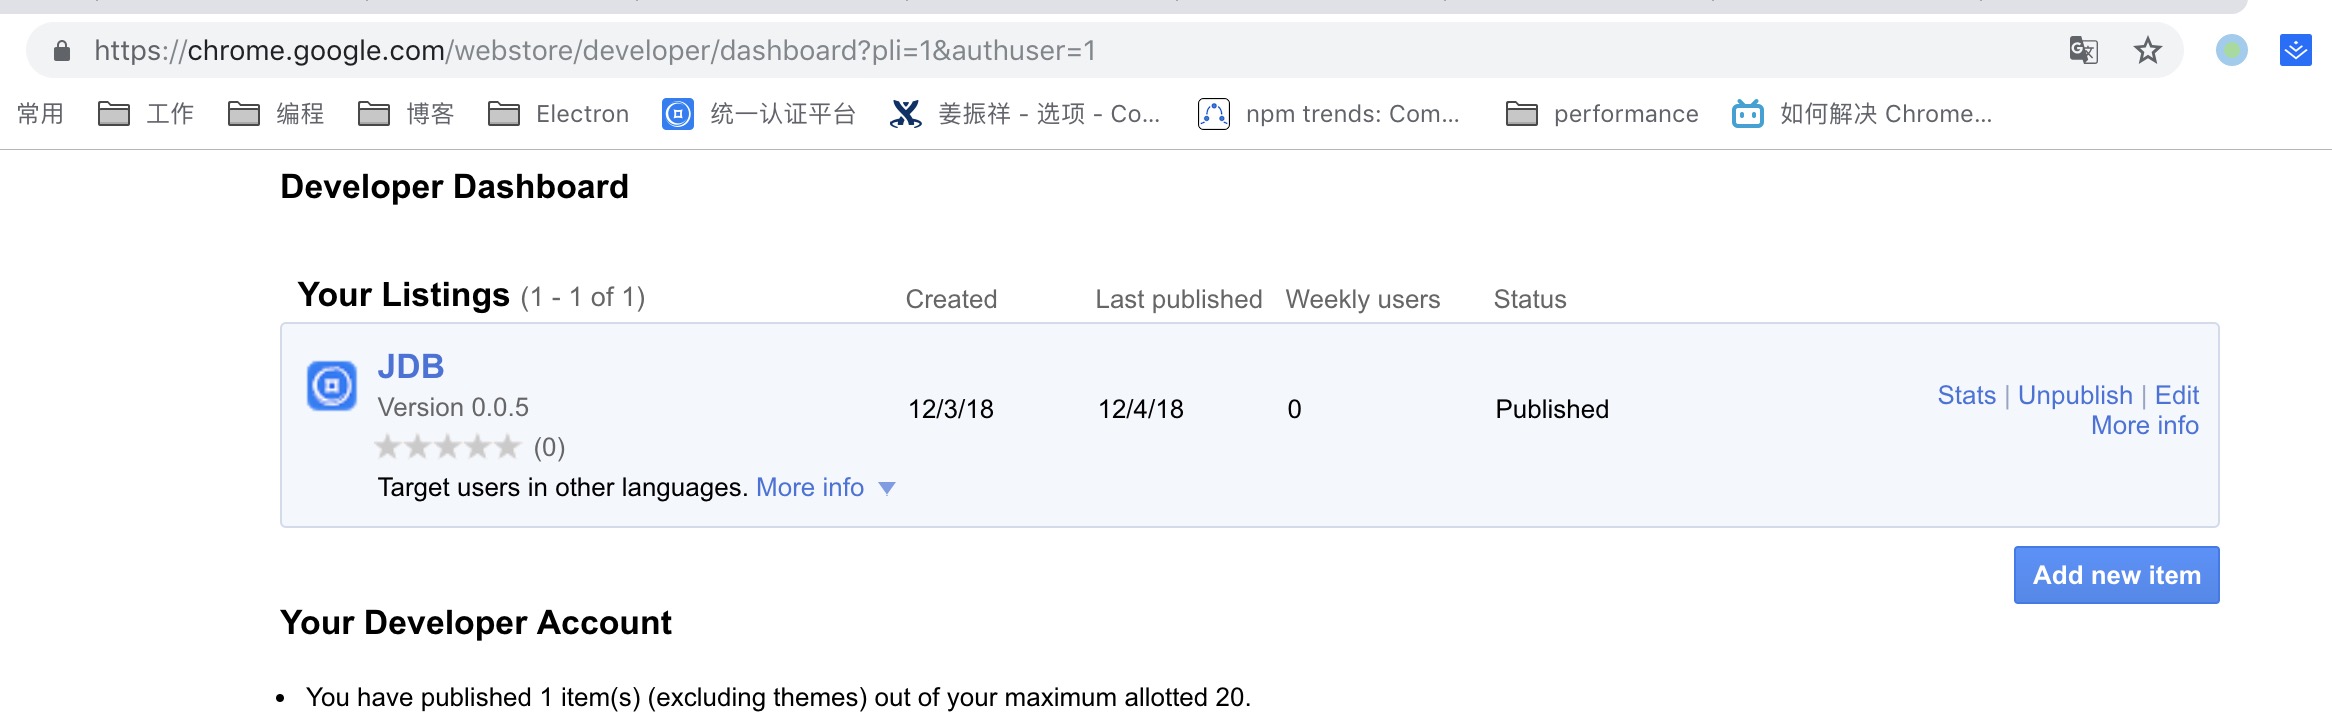 https://chrome.google.com/webstore/developer/dashboard?pli=1&authuser=1
常用 工作 编程 博客 Electron 统一认证平台 姜振祥 - 选项 - Co... npm trends: Com... performance 如何解决 Chrome...
Developer Dashboard
Your Listings (1 - 1 of 1) Created Last published Weekly users Status
JDB
Version 0.0.5
12/3/18 12/4/18 0 Published
Stats | Unpublish | Edit
More info
(0)
Target users in other languages. More info
Add new item
Your Developer Account
• You have published 1 item(s) (excluding themes) out of your maximum allotted 20.